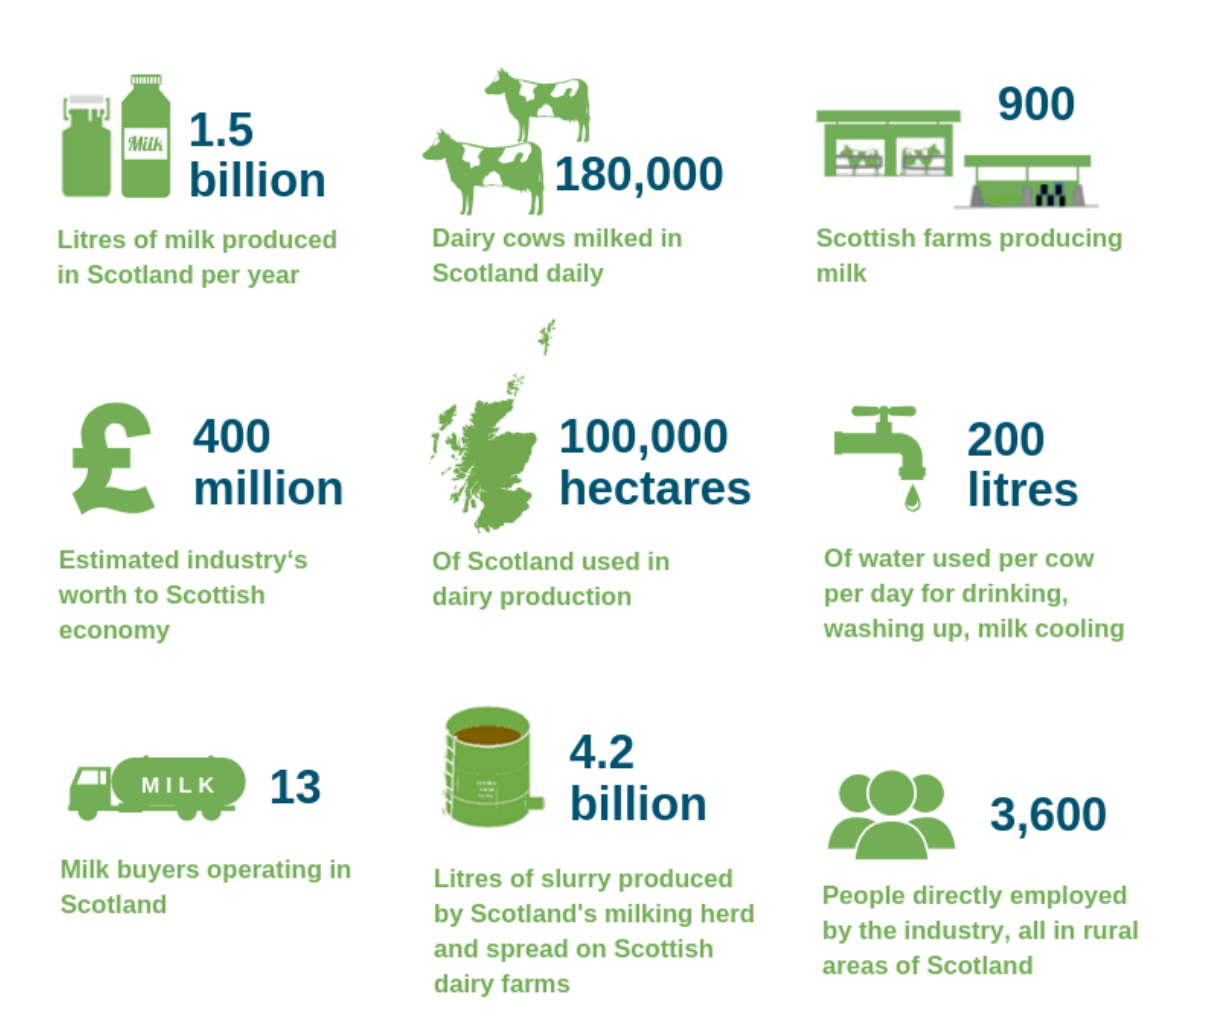 Milk
1.5
billion
Litres of milk produced
in Scotland per year
180,000
Dairy cows milked in
Scotland daily
900
Scottish farms producing
milk
£
400
million
Estimated industry‘s
worth to Scottish
economy
100,000
hectares
Of Scotland used in
dairy production
200
litres
Of water used per cow
per day for drinking,
washing up, milk cooling
MILK
13
Milk buyers operating in
Scotland
4.2
billion
Litres of slurry produced
by Scotland's milking herd
and spread on Scottish
dairy farms
3,600
People directly employed
by the industry, all in rural
areas of Scotland